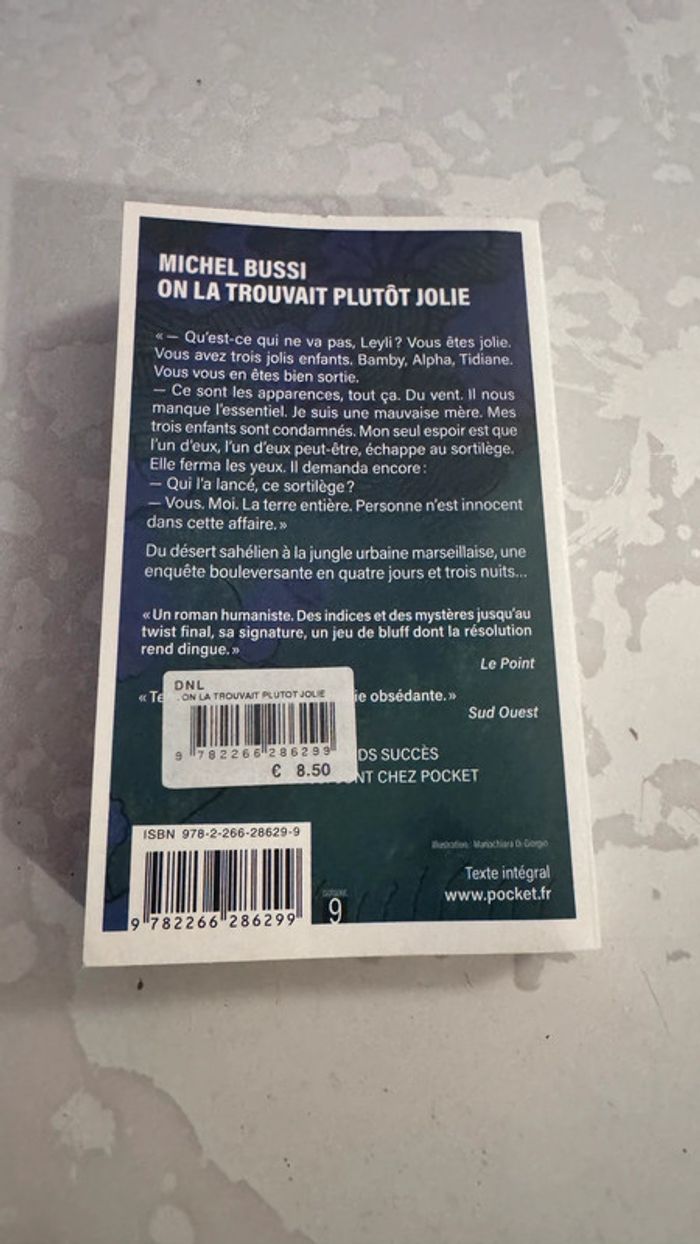 MICHEL BUSSI
ON LA TROUVAIT PLUTÔT JOLIE
« — Qu'est-ce qui ne va pas, Leyli ? Vous êtes jolie.
Vous avez trois jolis enfants. Bamby, Alpha, Tidiane.
Vous vous en êtes bien sortie.
— Ce sont les apparences, tout ça. Du vent. Il nous
manque l'essentiel. Je suis une mauvaise mère. Mes
trois enfants sont condamnés. Mon seul espoir est que
l'un d'eux, l'un d'eux peut-être, échappe au sortilège.
Elle ferma les yeux. Il demanda encore :
— Qui l'a lancé, ce sortilège ?
— Vous. Moi. La terre entière. Personne n'est innocent
dans cette affaire. »
Du désert sahélien à la jungle urbaine marseillaise, une
enquête bouleversante en quatre jours et trois nuits...
« Un roman humaniste. Des indices et des mystères jusqu'au
twist final, sa signature, un jeu de bluff dont la résolution
rend dingue. »
Le Point
« Te ie obsédante. »
Sud Ouest
DNL
. ON LA TROUVAIT PLUTOT JOLIE
9 782266 286299
€ 8.50
DS SUCCÈS
NT CHEZ POCKET
ISBN 978-2-266-28629-9
9 782266 286299
9
Illustration : Mariachiara Di Giorgio
Texte intégral
www.pocket.fr